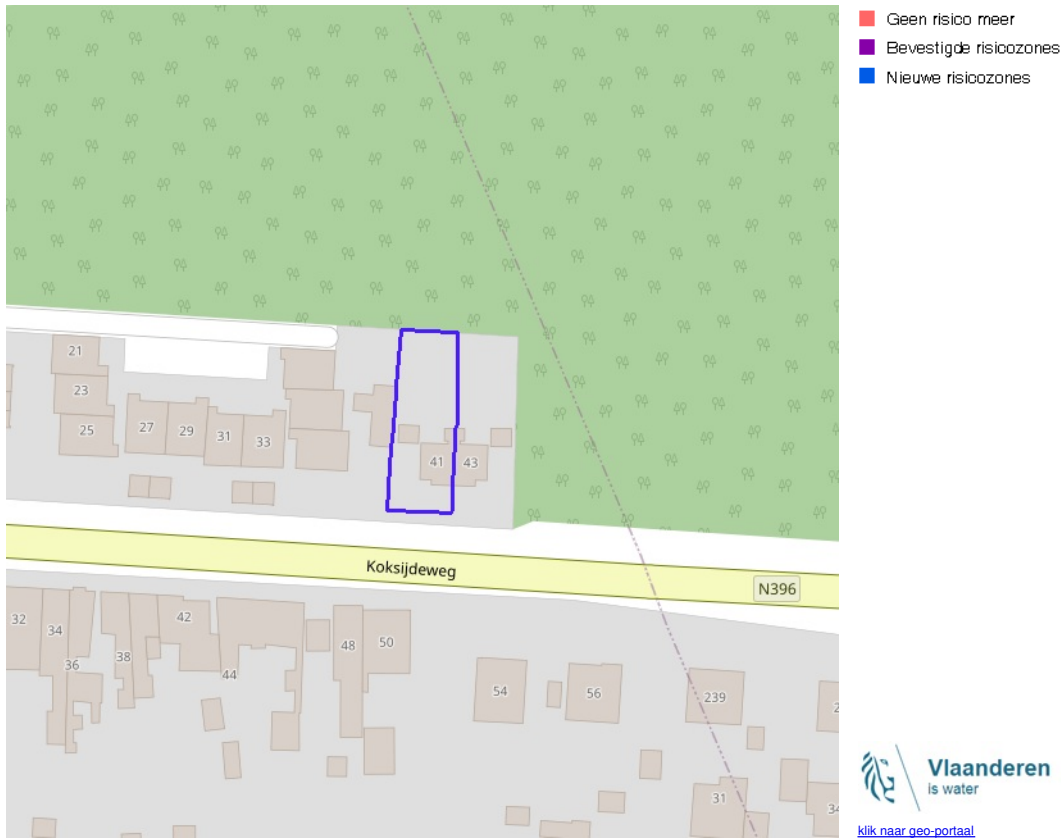 Geen risico meer
Bevestigde risicozones
Nieuwe risicozones
21
23
25
27
29
31
33
41
43
Koksijdeweg
N396
32
34
36
38
42
44
48
50
54
56
239
31
Vlaanderen
is water
klik naar geo-portaal